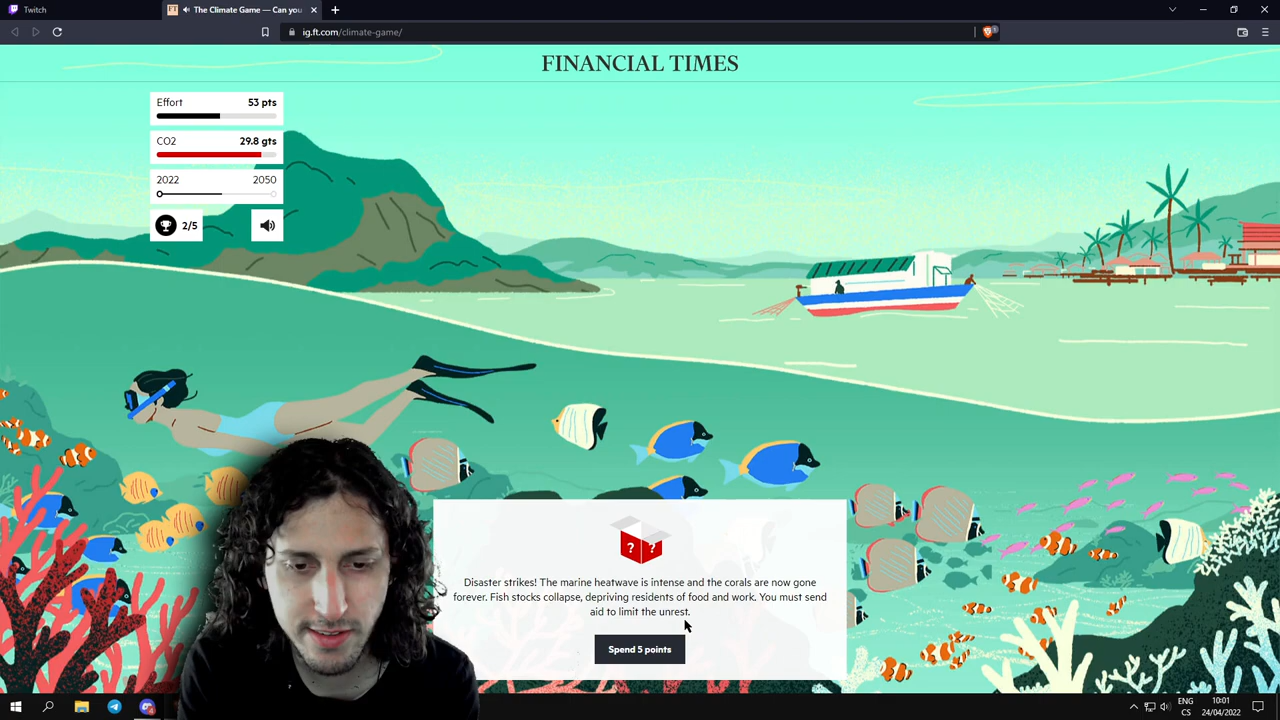 Twitch
FT The Climate Game — Can you
ig.ft.com/climate-game/
FINANCIAL TIMES
Effort 53 pts
CO2 29.8 gts
2022 2050
2/5
? ?
Disaster strikes! The marine heatwave is intense and the corals are now gone
forever. Fish stocks collapse, depriving residents of food and work. You must send
aid to limit the unrest.
Spend 5 points
ENG 10:01
CS 24/04/2022